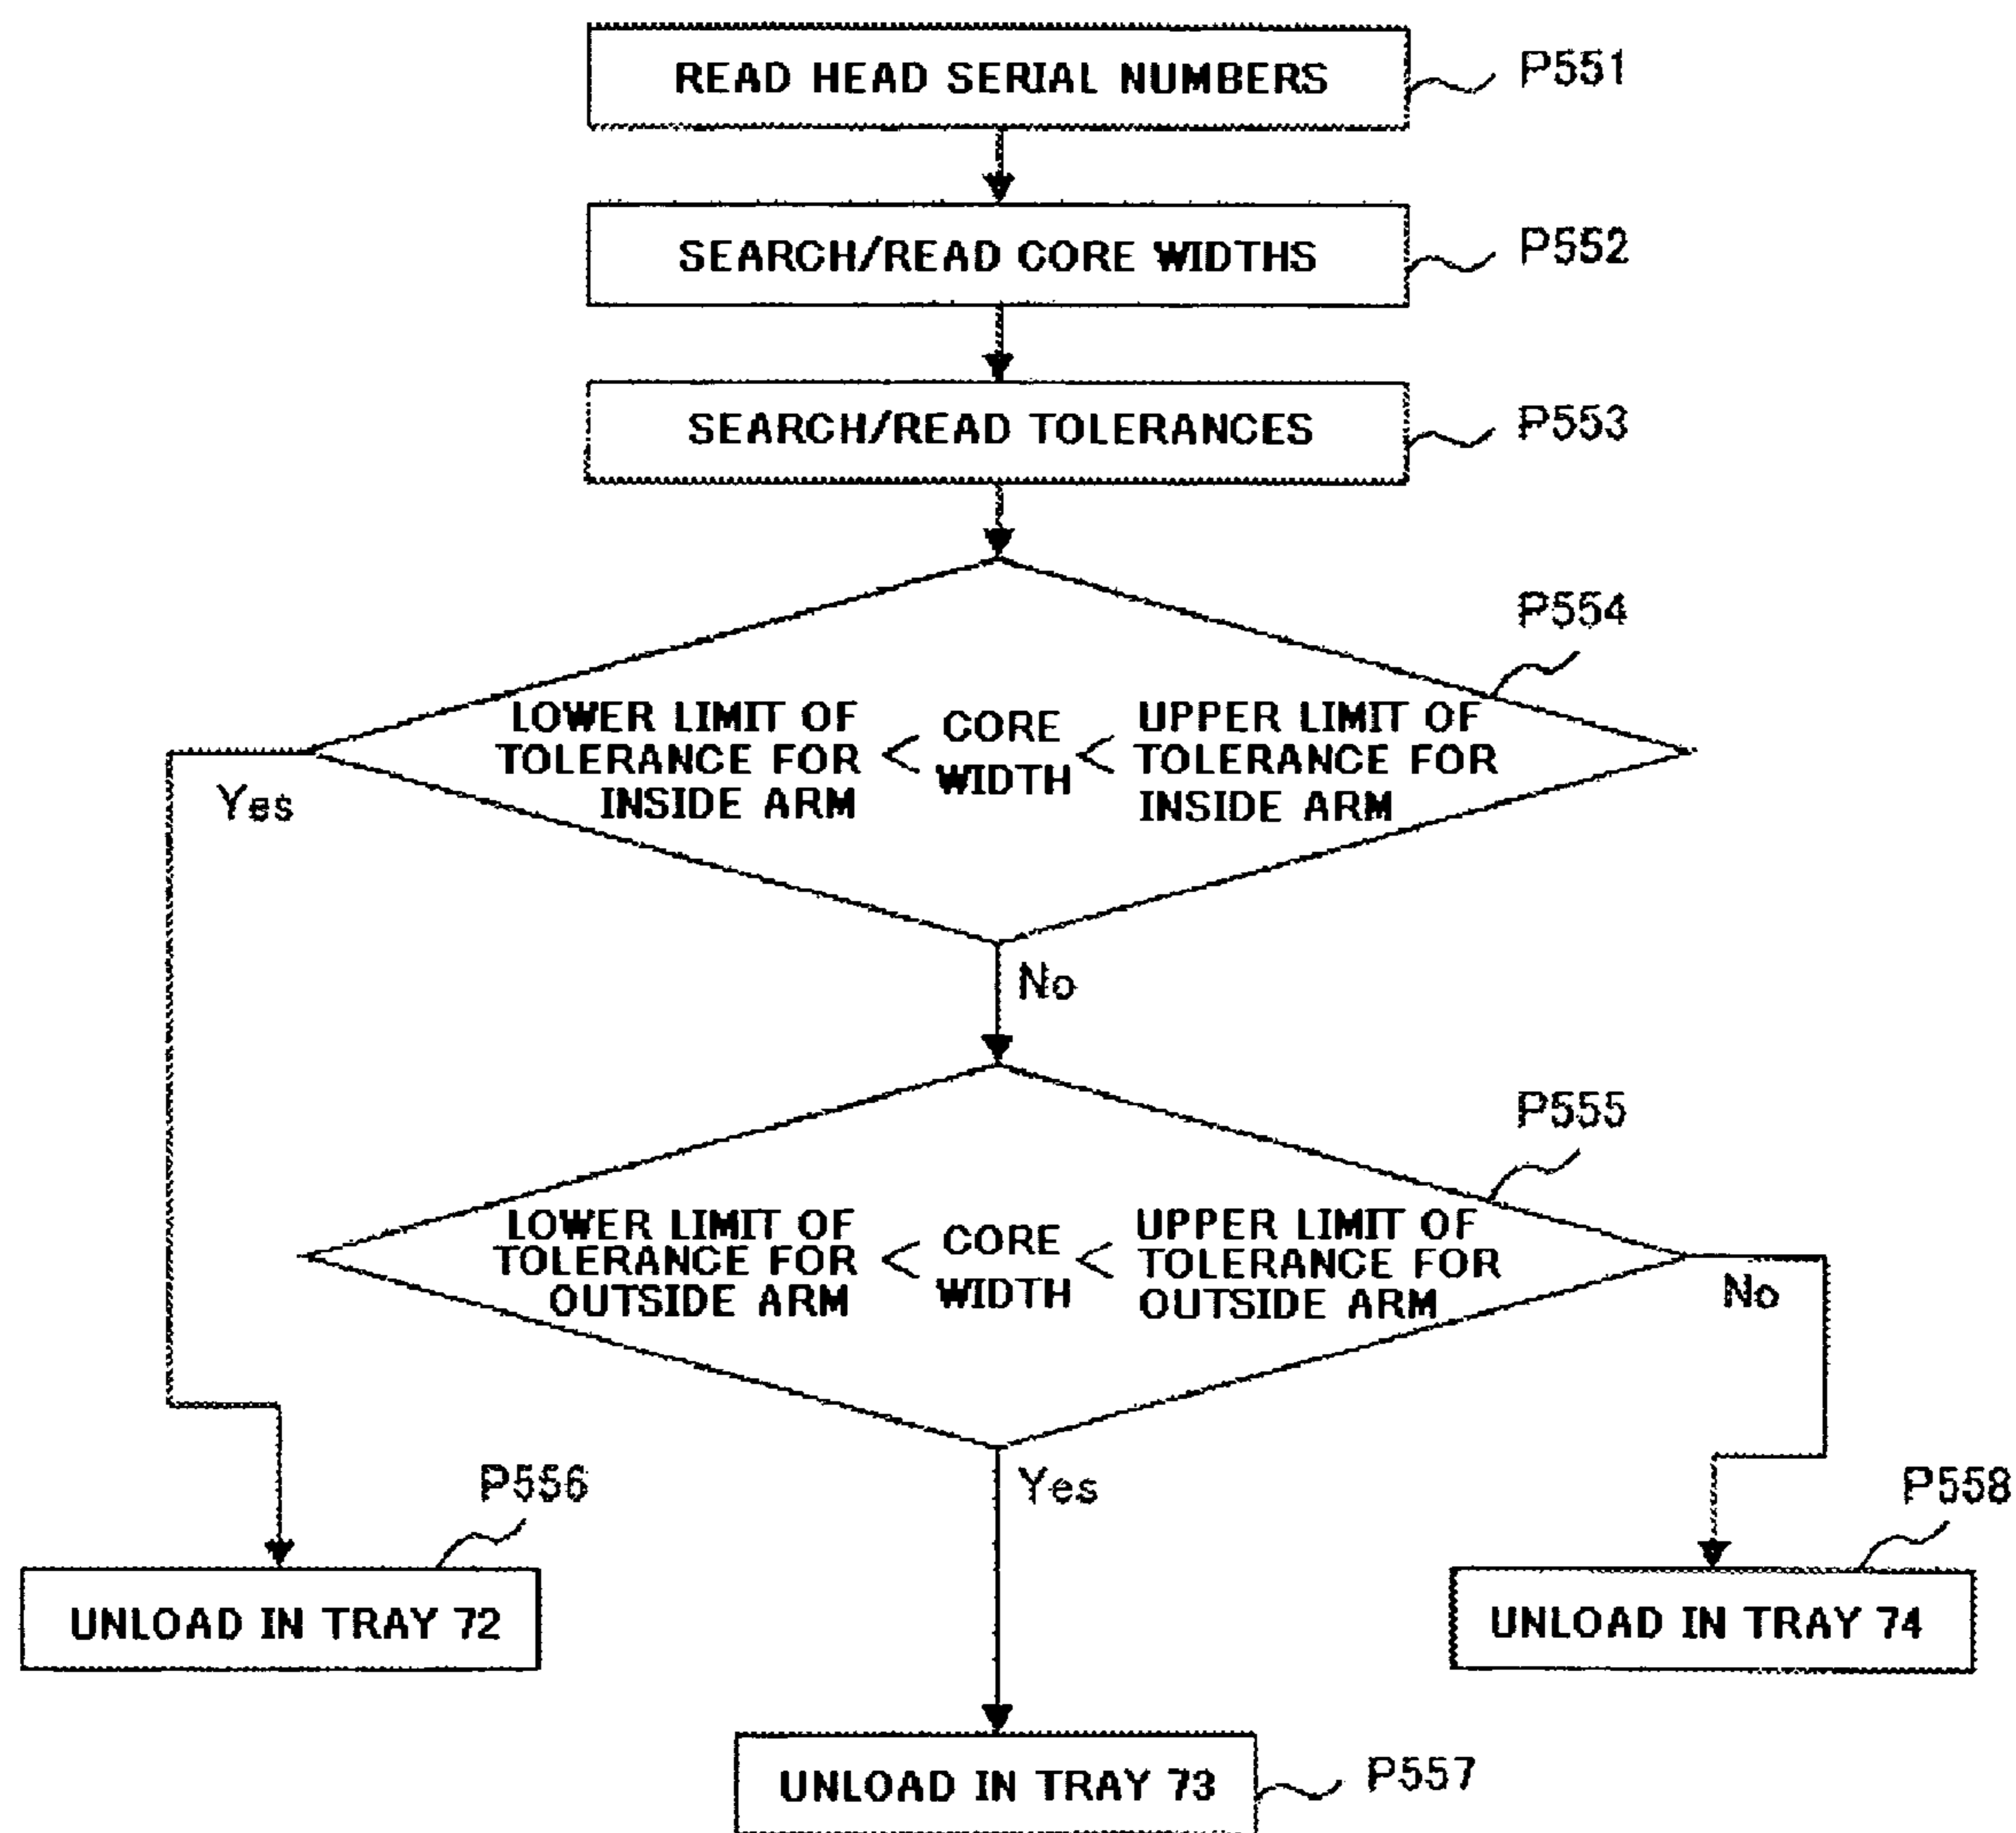 READ HEAD SERIAL NUMBERS
P551
SEARCH/READ CORE WIDTHS
P552
SEARCH/READ TOLERANCES
P553
P554
LOWER LIMIT OF
TOLERANCE FOR
INSIDE ARM
<
CORE
WIDTH
<
UPPER LIMIT OF
TOLERANCE FOR
INSIDE ARM
Yes
No
P555
LOWER LIMIT OF
TOLERANCE FOR
OUTSIDE ARM
<
CORE
WIDTH
<
UPPER LIMIT OF
TOLERANCE FOR
OUTSIDE ARM
No
Yes
P556
UNLOAD IN TRAY 72
P558
UNLOAD IN TRAY 74
UNLOAD IN TRAY 73
P557